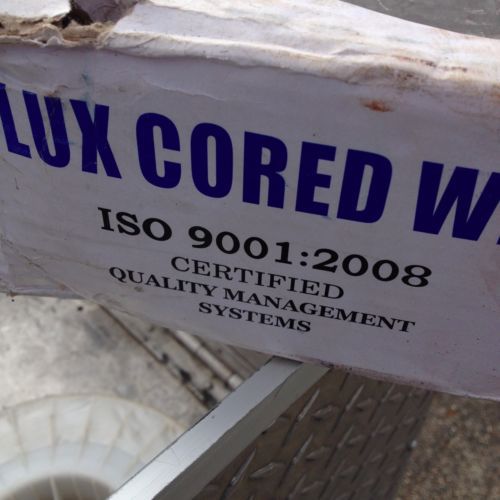 LUX CORED W
ISO 9001:2008
CERTIFIED
QUALITY MANAGEMENT
SYSTEMS